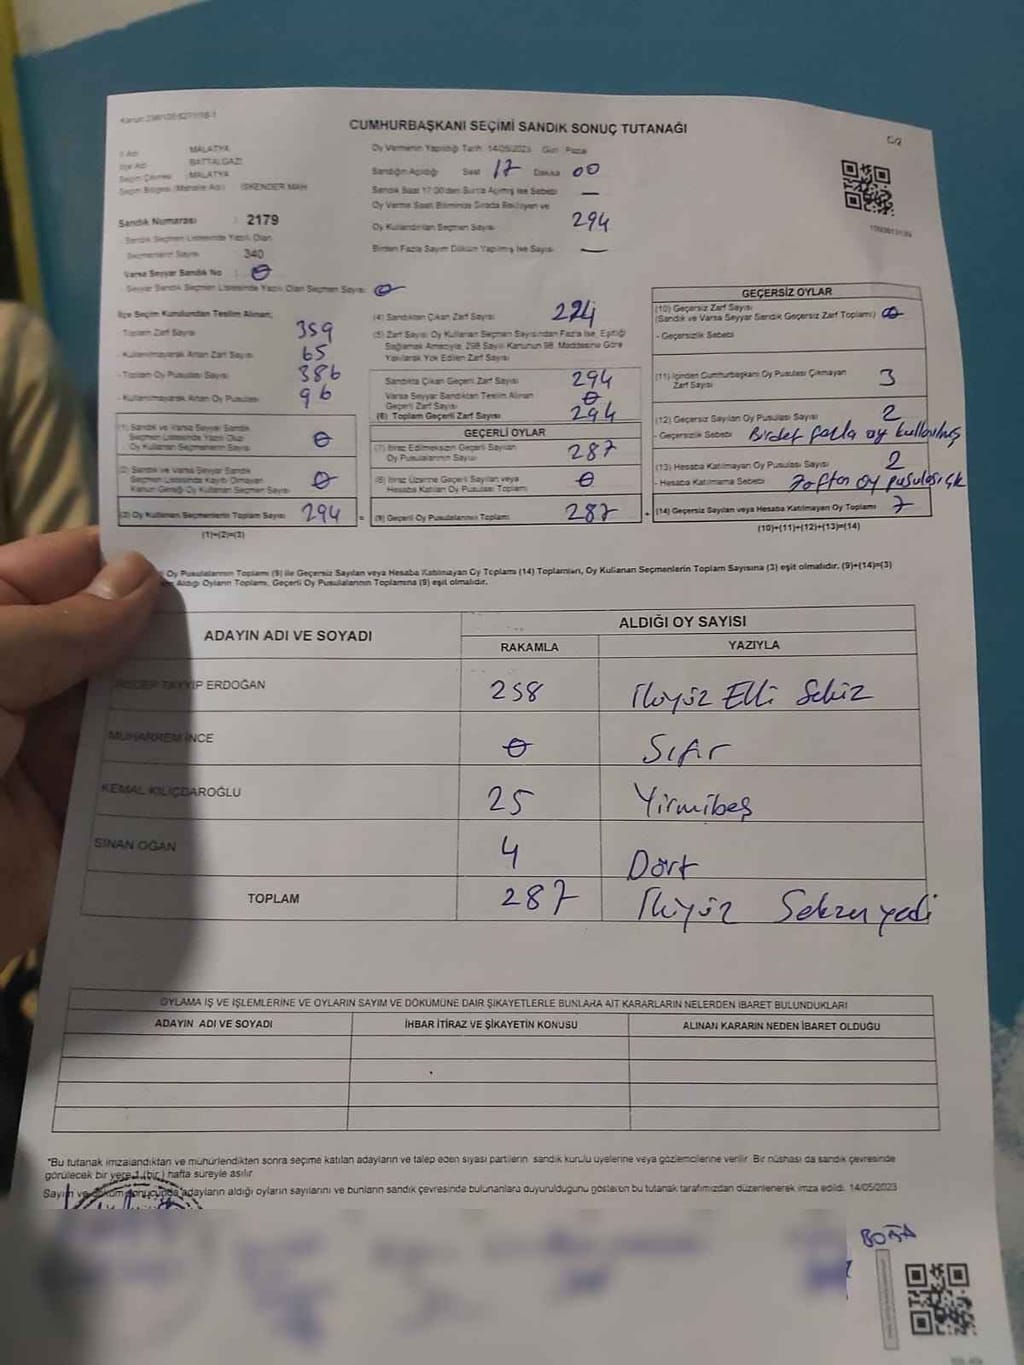 CUMHURBAŞKANI SEÇİMİ SANDIK SONUÇ TUTANAĞI
İl Adı MALATYA
İlçe Adı BATTALGAZİ
Seçim Çevresi MALATYA
Seçim Bölgesi (Mahalle Adı) İSKENDER MAH
Sandık Numarası : 2179
Sandık Seçmen Listesinde Yazılı Olan
Seçmenlerin Sayısı 340
Varsa Seyyar Sandık No : 0
- Seyyar Sandık Seçmen Listesinde Yazılı Olan Seçmen Sayısı: 0
Oy Vermenin Yapıldığı Tarih 14/05/2023 Gün Pazar
Sandığın Açıldığı Saat 17 Dakika 00
Sandık Saat 17:00'den Sonra Açılmış İse Sebebi —
Oy Verme Saati Bitiminde Sırada Bekleyen ve
Oy Kullandırılan Seçmen Sayısı 294
Birden Fazla Sayım Döküm Yapılmış İse Sayısı —
İlçe Seçim Kurulundan Teslim Alınan;
- Toplam Zarf Sayısı 359
- Kullanılmayarak Artan Zarf Sayısı 65
- Toplam Oy Pusulası Sayısı 386
- Kullanılmayarak Artan Oy Pusulası 96
(1) Sandık ve Varsa Seyyar Sandık
Seçmen Listesinde Yazılı Olup
Oy Kullanan Seçmenlerin Sayısı 0
(2) Sandık ve Varsa Seyyar Sandık
Seçmen Listesinde Kaydı Olmayan
Kanun Gereği Oy Kullanan Seçmen Sayısı 0
(3) Oy Kullanan Seçmenlerin Toplam Sayısı 294
(1)+(2)=(3)
(4) Sandıktan Çıkan Zarf Sayısı 294
(5) Zarf Sayısı Oy Kullanan Seçmen Sayısından Fazla İse, Eşitliği
Sağlamak Amacıyla, 298 Sayılı Kanunun 98. Maddesine Göre
Yakılarak Yok Edilen Zarf Sayısı
Sandıkta Çıkan Geçerli Zarf Sayısı 294
Varsa Seyyar Sandıktan Teslim Alınan
Geçerli Zarf Sayısı 0
(6) Toplam Geçerli Zarf Sayısı 294
GEÇERLİ OYLAR
(7) İtiraz Edilmeksizin Geçerli Sayılan
Oy Pusulalarının Sayısı 287
(8) İtiraz Üzerine Geçerli Sayılan veya
Hesaba Katılan Oy Pusulası Toplamı 0
(9) Geçerli Oy Pusulalarının Toplamı 287
GEÇERSİZ OYLAR
(10) Geçersiz Zarf Sayısı
(Sandık ve Varsa Seyyar Sandık Geçersiz Zarf Toplamı) 0
- Geçersizlik Sebebi
(11) İçinden Cumhurbaşkanı Oy Pusulası Çıkmayan
Zarf Sayısı 3
(12) Geçersiz Sayılan Oy Pusulası Sayısı 2
- Geçersizlik Sebebi Birden fazla oy kullanılmış
(13) Hesaba Katılmayan Oy Pusulası Sayısı 2
- Hesaba Katılmama Sebebi Zaftan oy pusulası çık
(14) Geçersiz Sayılan veya Hesaba Katılmayan Oy Toplamı 7
(10)+(11)+(12)+(13)=(14)
Oy Pusulalarının Toplamı (9) ile Geçersiz Sayılan veya Hesaba Katılmayan Oy Toplamı (14) Toplamları, Oy Kullanan Seçmenlerin Toplam Sayısına (3) eşit olmalıdır. (9)+(14)=(3)
Aldığı Oyların Toplamı, Geçerli Oy Pusulalarının Toplamına (9) eşit olmalıdır.
ADAYIN ADI VE SOYADI ALDIĞI OY SAYISI
RAKAMLA YAZIYLA
RECEP TAYYİP ERDOĞAN 258 İkiyüz Elli Sekiz
MUHARREM İNCE 0 Sıfır
KEMAL KILIÇDAROĞLU 25 Yirmibeş
SİNAN OĞAN 4 Dört
TOPLAM 287 İkiyüz Seksenyedi
OYLAMA İŞ VE İŞLEMLERİNE VE OYLARIN SAYIM VE DÖKÜMÜNE DAİR ŞİKAYETLERLE BUNLARA AİT KARARLARIN NELERDEN İBARET BULUNDUKLARI
ADAYIN ADI VE SOYADI İHBAR İTİRAZ VE ŞİKAYETİN KONUSU ALINAN KARARIN NEDEN İBARET OLDUĞU
*Bu tutanak imzalandıktan ve mühürlendikten sonra seçime katılan adayların ve talep eden siyasi partilerin sandık kurulu üyelerine veya gözlemcilerine verilir. Bir nüshası da sandık çevresinde
görülecek bir yere 1 (bir) hafta süreyle asılır.
Sayım ve döküm sonucunda adayların aldığı oyların sayılarını ve bunların sandık çevresinde bulunanlara duyurulduğunu gösteren bu tutanak tarafımızdan düzenlenerek imza edildi. 14/05/2023